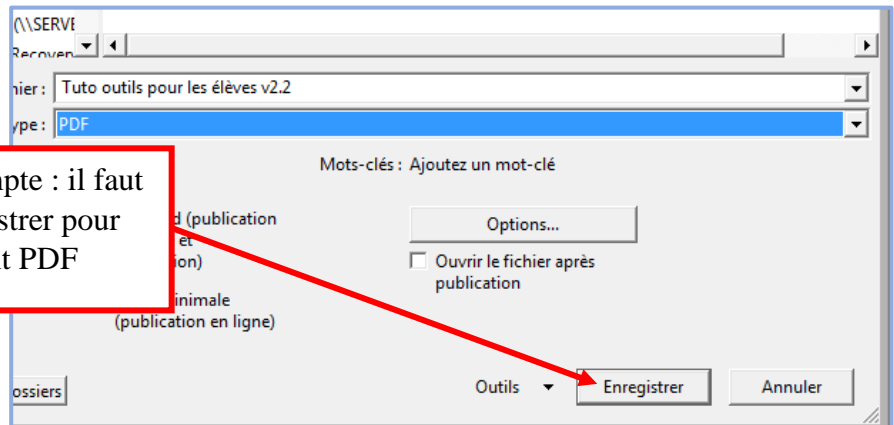 (\\SERVE
Recover
hier : Tuto outils pour les élèves v2.2
ype : PDF
Mots-clés : Ajoutez un mot-clé
pte : il faut
strer pour
t PDF
d (publication
et
ion)
inimale
(publication en ligne)
Options...
Ouvrir le fichier après
publication
ossiers
Outils
Enregistrer
Annuler